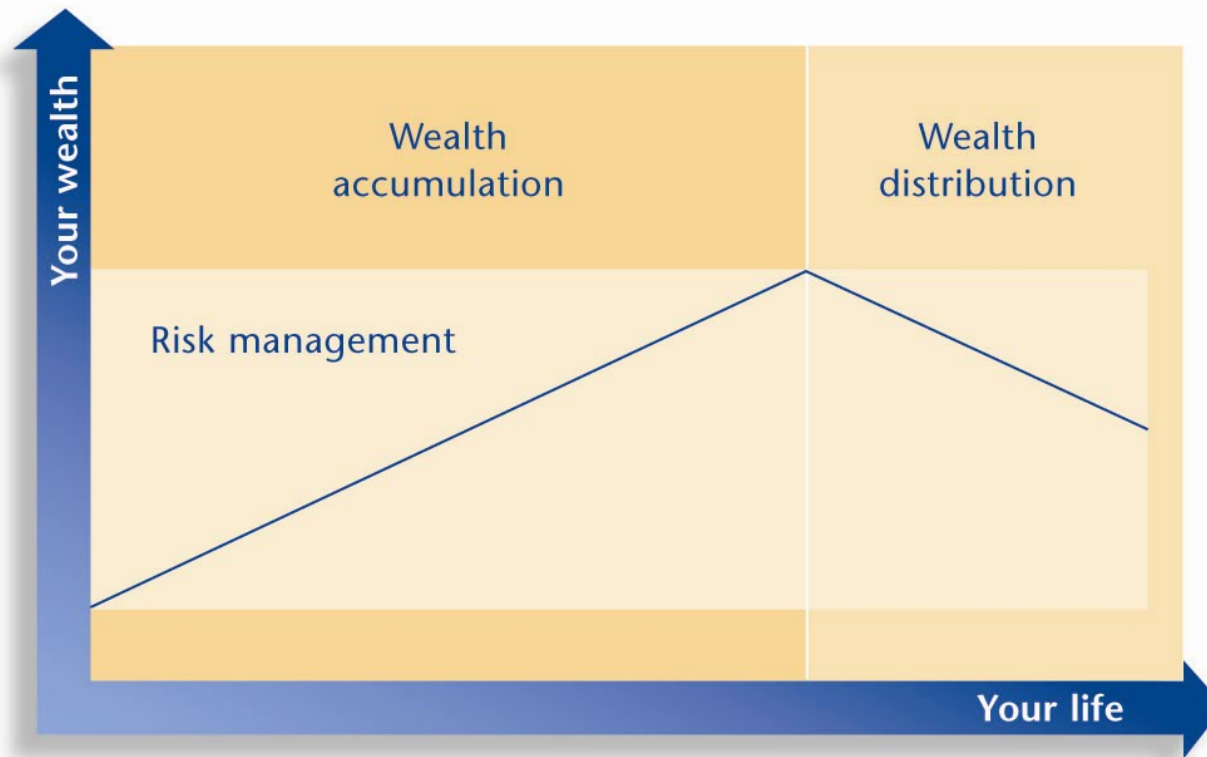 Your wealth
Wealth
accumulation
Wealth
distribution
Risk management
Your life